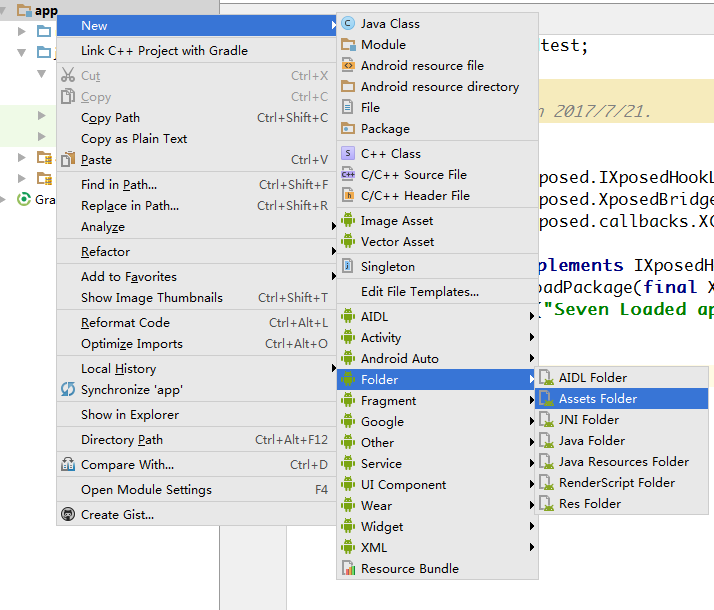 app
New
Link C++ Project with Gradle
Cut Ctrl+X
Copy Ctrl+C
Copy Path Ctrl+Shift+C
Copy as Plain Text
Paste Ctrl+V
Find in Path... Ctrl+Shift+F
Replace in Path... Ctrl+Shift+R
Analyze
Refactor
Add to Favorites
Show Image Thumbnails Ctrl+Shift+T
Reformat Code Ctrl+Alt+L
Optimize Imports Ctrl+Alt+O
Local History
Synchronize 'app'
Show in Explorer
Directory Path Ctrl+Alt+F12
Compare With... Ctrl+D
Open Module Settings F4
Create Gist...
Gra
Java Class
Module
Android resource file
Android resource directory
File
Package
C++ Class
C/C++ Source File
C/C++ Header File
Image Asset
Vector Asset
Singleton
Edit File Templates...
AIDL
Activity
Android Auto
Folder
Fragment
Google
Other
Service
UI Component
Wear
Widget
XML
Resource Bundle
AIDL Folder
Assets Folder
JNI Folder
Java Folder
Java Resources Folder
RenderScript Folder
Res Folder
test;
2017/7/21.
posed.IXposedHookL
posed.XposedBridge
posed.callbacks.XC
plements IXposedH
oadPackage(final X
("Seven Loaded ap